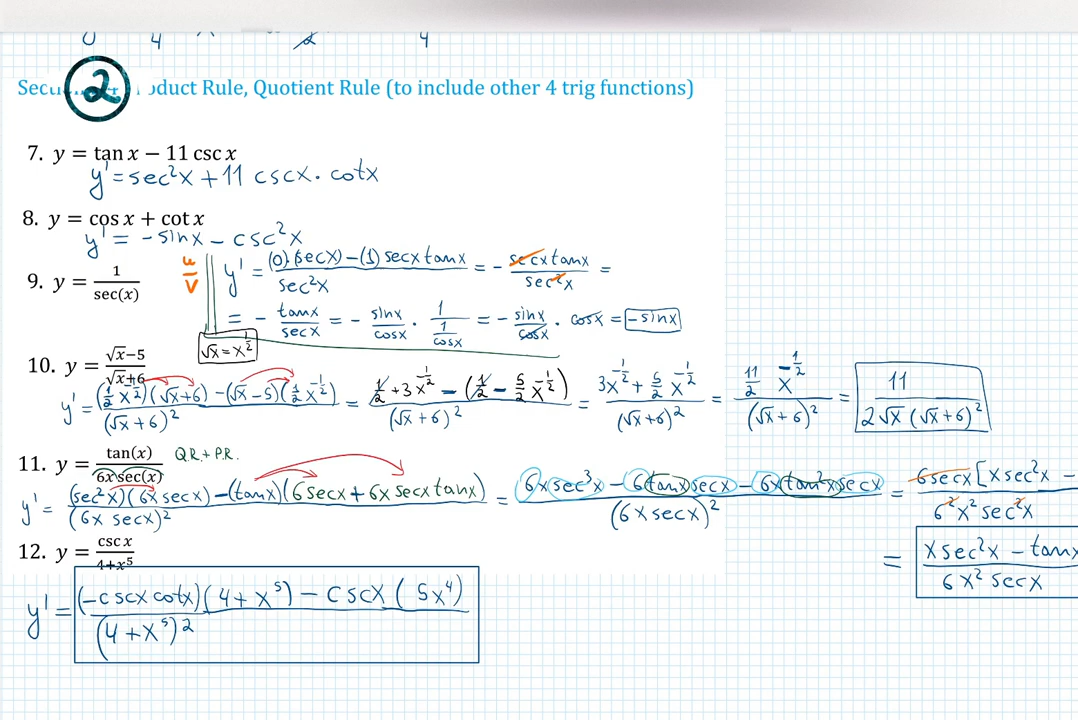 Sec 2 duct Rule, Quotient Rule (to include other 4 trig functions)
7. y = tan x − 11 csc x
y' = sec²x + 11 cscx · cotx
8. y = cos x + cot x
y' = -sinx - csc²x
9. y = 1/sec(x)
u/v
y' = ((0)(secx) - (1) secx tanx)/(sec²x) = - (secx tanx)/(sec²x) =
= - tanx/secx = - sinx/cosx · 1/(1/cosx) = - sinx/cosx · cosx = -sinx
√x = x^(1/2)
10. y = (√x−5)/(√x+6)
y' = ((1/2 x^(-1/2))(√x+6) - (√x-5)(1/2 x^(-1/2)))/((√x+6)²) = (1/2 + 3x^(-1/2) - (1/2 - 5/2 x^(-1/2)))/((√x+6)²) = (3x^(-1/2) + 5/2 x^(-1/2))/((√x+6)²) = (11/2 x^(-1/2))/((√x+6)²) = 11/(2√x (√x+6)²)
11. y = tan(x)/(6x sec(x)) Q.R. + P.R.
y' = ((sec²x)(6x secx) - (tanx)(6secx + 6x secx tanx))/((6x secx)²) = (6x sec³x - 6tanx secx - 6x tan²x secx)/((6x secx)²) = (6secx[x sec²x -)/(6²x² sec²x)
= (x sec²x - tanx)/(6x² secx)
12. y = csc x/(4+x⁵)
y' = ((-cscx cotx)(4+x⁵) - cscx (5x⁴))/((4+x⁵)²)